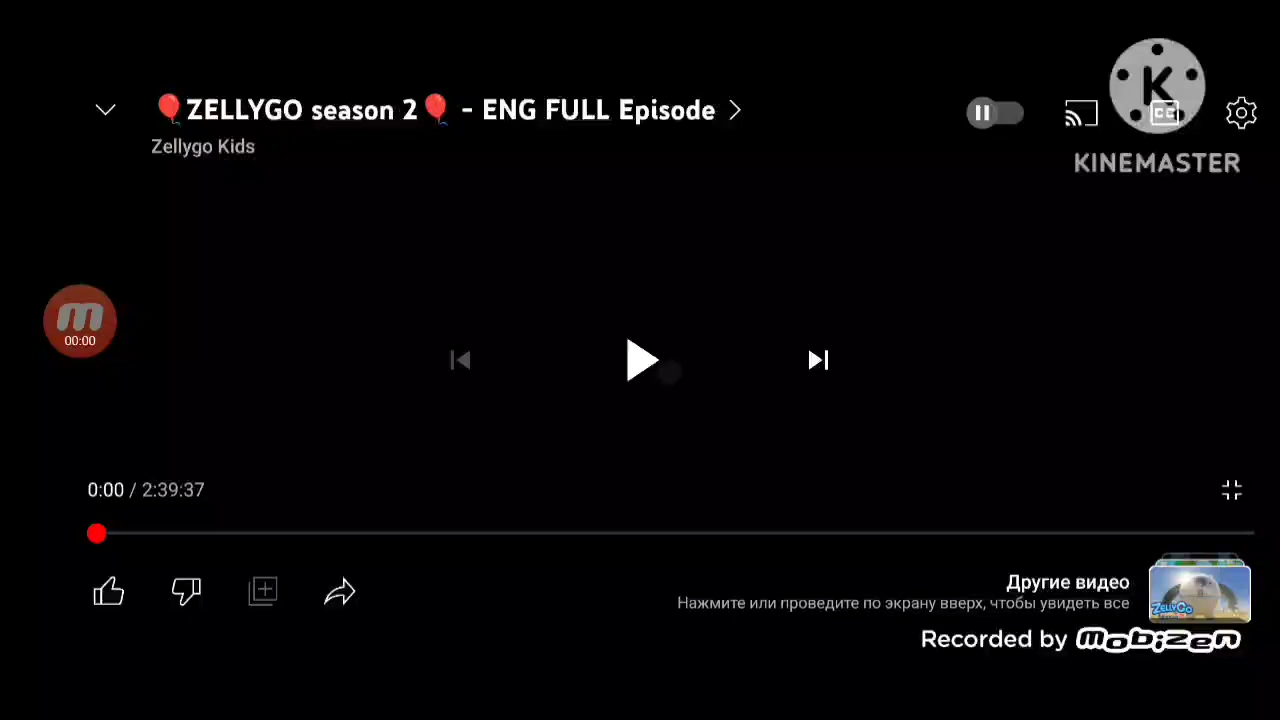 🎈ZELLYGO season 2🎈 - ENG FULL Episode
Zellygo Kids
K
CC
KINEMASTER
m
00:00
0:00 / 2:39:37
Другие видео
Нажмите или проведите по экрану вверх, чтобы увидеть все
ZELLYGO
Recorded by mobizen